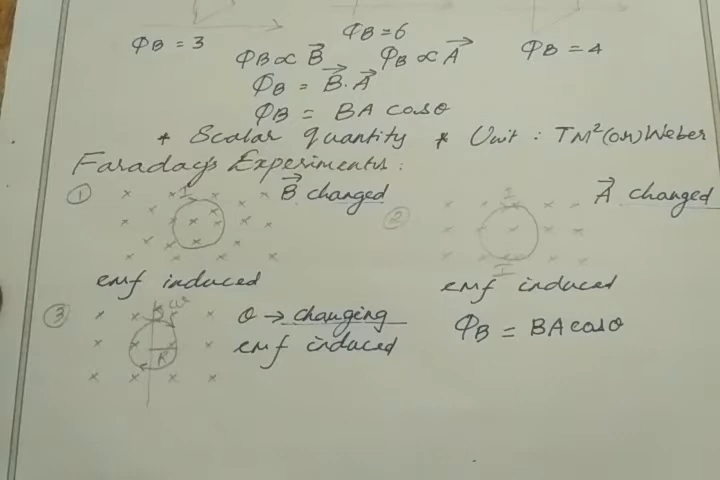 ΦB = 3
ΦB = 6
ΦB = 4
ΦB ∝ B⃗ ΦB ∝ A⃗
ΦB = B⃗ . A⃗
ΦB = BA cosθ
* Scalar quantity * Unit : TM²(or) Weber
Faradays Experiments :
① I B⃗ changed
② I A⃗ changed
I
emf induced
emf induced
③ θ → changing
emf induced
ΦB = BA cosθ
R